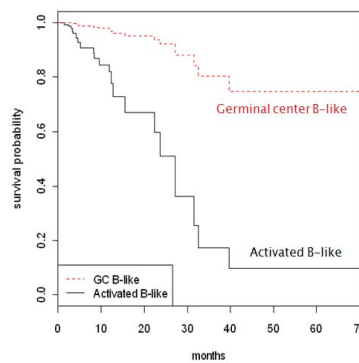 1.0
0.8
0.6
0.4
0.2
0.0
survival probability
Germinal center B-like
Activated B-like
GC B-like
Activated B-like
0 10 20 30 40 50 60 7
months